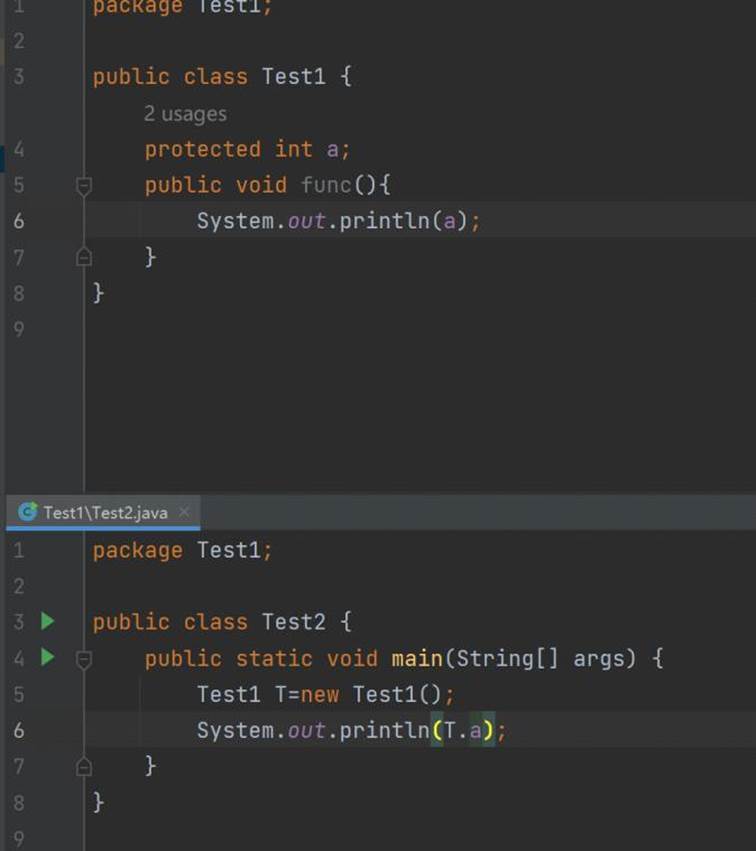 1 package Test1;
2
3 public class Test1 {
2 usages
4 protected int a;
5 public void func(){
6 System.out.println(a);
7 }
8 }
9
Test1\Test2.java ×
1 package Test1;
2
3 public class Test2 {
4 public static void main(String[] args) {
5 Test1 T=new Test1();
6 System.out.println(T.a);
7 }
8 }
9